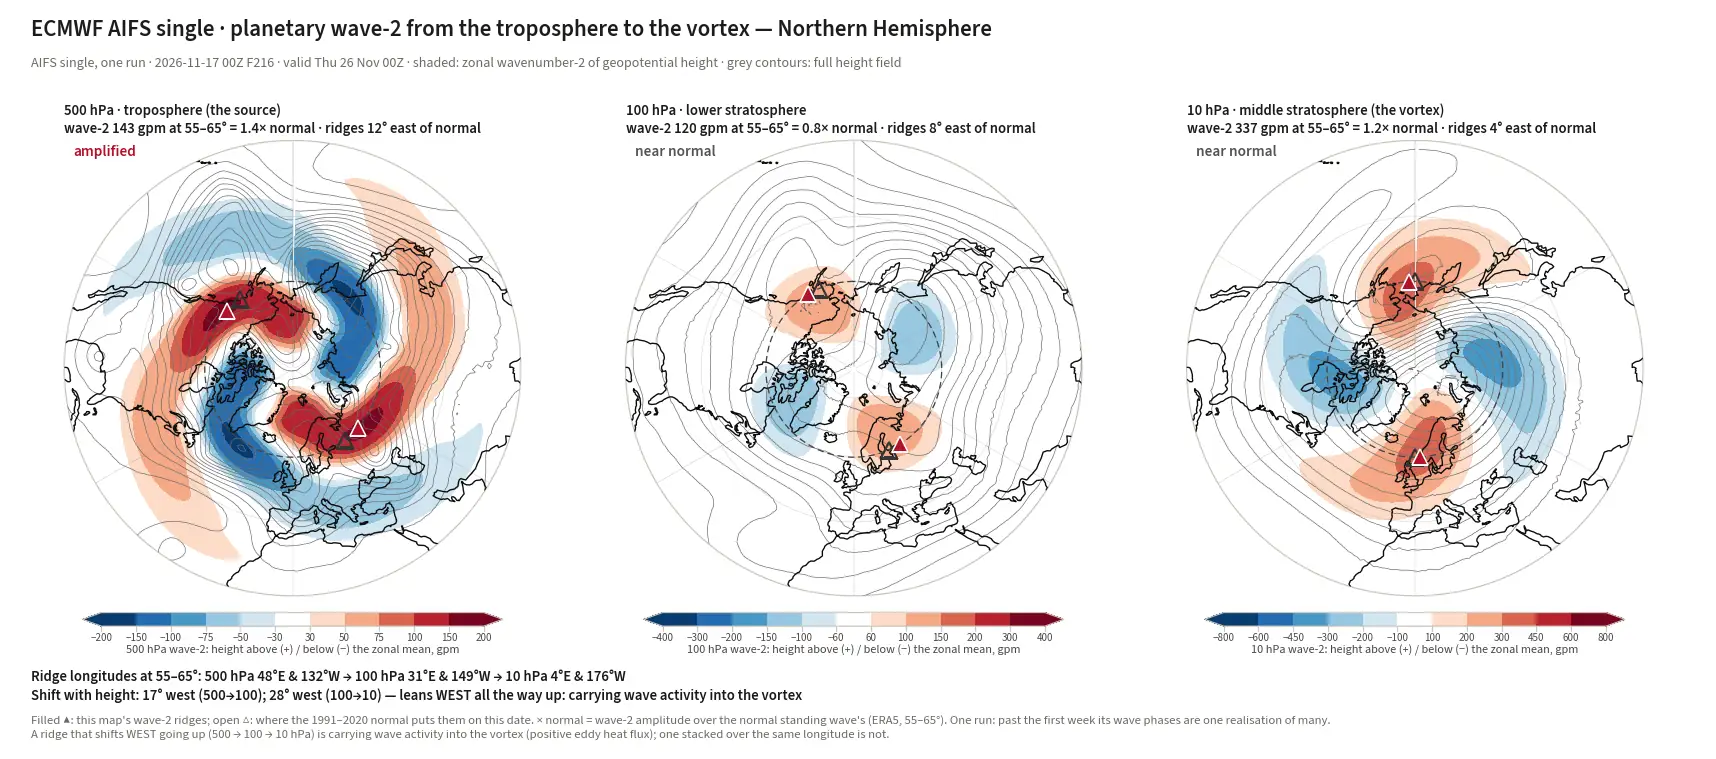 ECMWF AIFS single · planetary wave-2 from the troposphere to the vortex — Northern Hemisphere
AIFS single, one run · 2026-11-17 00Z F216 · valid Thu 26 Nov 00Z · shaded: zonal wavenumber-2 of geopotential height · grey contours: full height field
500 hPa · troposphere (the source)
wave-2 143 gpm at 55–65° = 1.4× normal · ridges 12° east of normal
amplified
100 hPa · lower stratosphere
wave-2 120 gpm at 55–65° = 0.8× normal · ridges 8° east of normal
near normal
10 hPa · middle stratosphere (the vortex)
wave-2 337 gpm at 55–65° = 1.2× normal · ridges 4° east of normal
near normal
−200 −150 −100 −75 −50 −30 30 50 75 100 150 200
500 hPa wave-2: height above (+) / below (−) the zonal mean, gpm
−400 −300 −200 −150 −100 −60 60 100 150 200 300 400
100 hPa wave-2: height above (+) / below (−) the zonal mean, gpm
−800 −600 −450 −300 −200 −100 100 200 300 450 600 800
10 hPa wave-2: height above (+) / below (−) the zonal mean, gpm
Ridge longitudes at 55–65°: 500 hPa 48°E & 132°W → 100 hPa 31°E & 149°W → 10 hPa 4°E & 176°W
Shift with height: 17° west (500→100); 28° west (100→10) — leans WEST all the way up: carrying wave activity into the vortex
Filled ▲: this map's wave-2 ridges; open △: where the 1991–2020 normal puts them on this date. × normal = wave-2 amplitude over the normal standing wave's (ERA5, 55–65°). One run: past the first week its wave phases are one realisation of many.
A ridge that shifts WEST going up (500 → 100 → 10 hPa) is carrying wave activity into the vortex (positive eddy heat flux); one stacked over the same longitude is not.